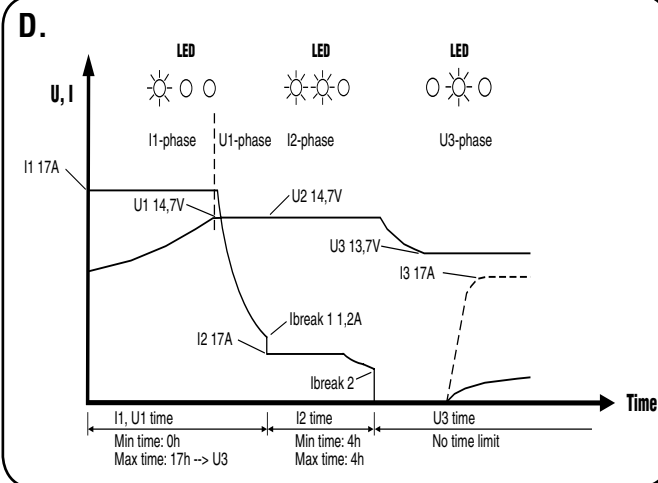 D.
LED LED LED
U, I
I1-phase U1-phase I2-phase U3-phase
I1 17A
U1 14,7V
U2 14,7V
U3 13,7V
I3 17A
Ibreak 1 1,2A
I2 17A
Ibreak 2
Time
I1, U1 time I2 time U3 time
Min time: 0h Min time: 4h No time limit
Max time: 17h --> U3 Max time: 4h